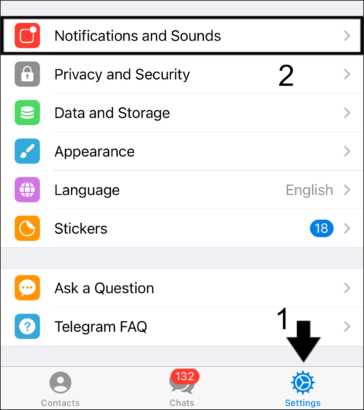 Notifications and Sounds
Privacy and Security
2
Data and Storage
Appearance
Language English
Stickers 18
Ask a Question
Telegram FAQ
1
132
Contacts Chats Settings